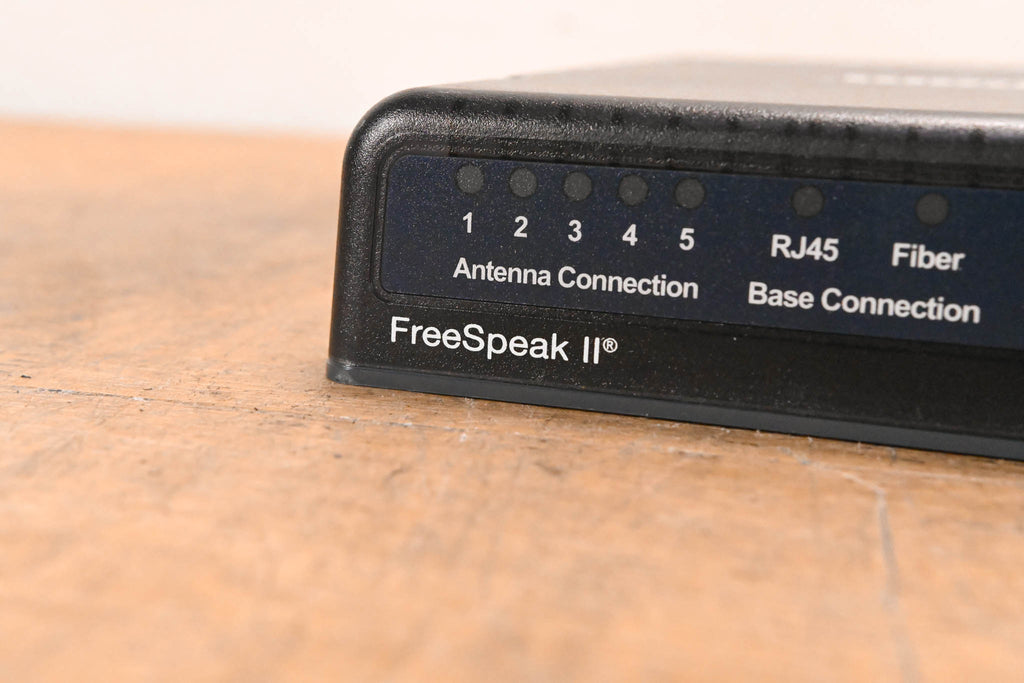 1 2 3 4 5 RJ45 Fiber
Antenna Connection Base Connection
FreeSpeak II®